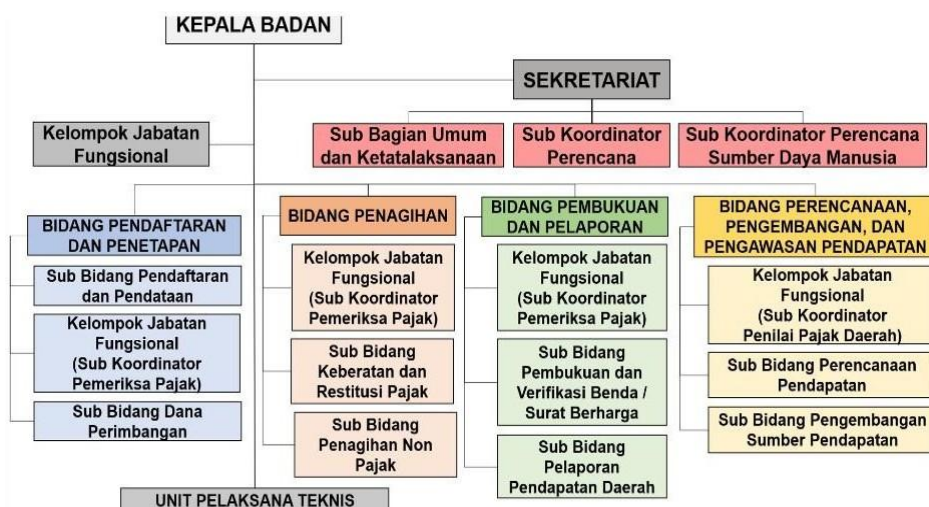 KEPALA BADAN
SEKRETARIAT
Kelompok Jabatan
Fungsional
Sub Bagian Umum
dan Ketatalaksanaan
Sub Koordinator
Perencana
Sub Koordinator Perencana
Sumber Daya Manusia
BIDANG PENDAFTARAN
DAN PENETAPAN
Sub Bidang Pendaftaran
dan Pendataan
Kelompok Jabatan
Fungsional
(Sub Koordinator
Pemeriksa Pajak)
Sub Bidang Dana
Perimbangan
BIDANG PENAGIHAN
Kelompok Jabatan
Fungsional
(Sub Koordinator
Pemeriksa Pajak)
Sub Bidang
Keberatan dan
Restitusi Pajak
Sub Bidang
Penagihan Non
Pajak
BIDANG PEMBUKUAN
DAN PELAPORAN
Kelompok Jabatan
Fungsional
(Sub Koordinator
Pemeriksa Pajak)
Sub Bidang
Pembukuan dan
Verifikasi Benda /
Surat Berharga
Sub Bidang
Pelaporan
Pendapatan Daerah
BIDANG PERENCANAAN,
PENGEMBANGAN, DAN
PENGAWASAN PENDAPATAN
Kelompok Jabatan
Fungsional
(Sub Koordinator
Penilai Pajak Daerah)
Sub Bidang Perencanaan
Pendapatan
Sub Bidang Pengembangan
Sumber Pendapatan
UNIT PELAKSANA TEKNIS